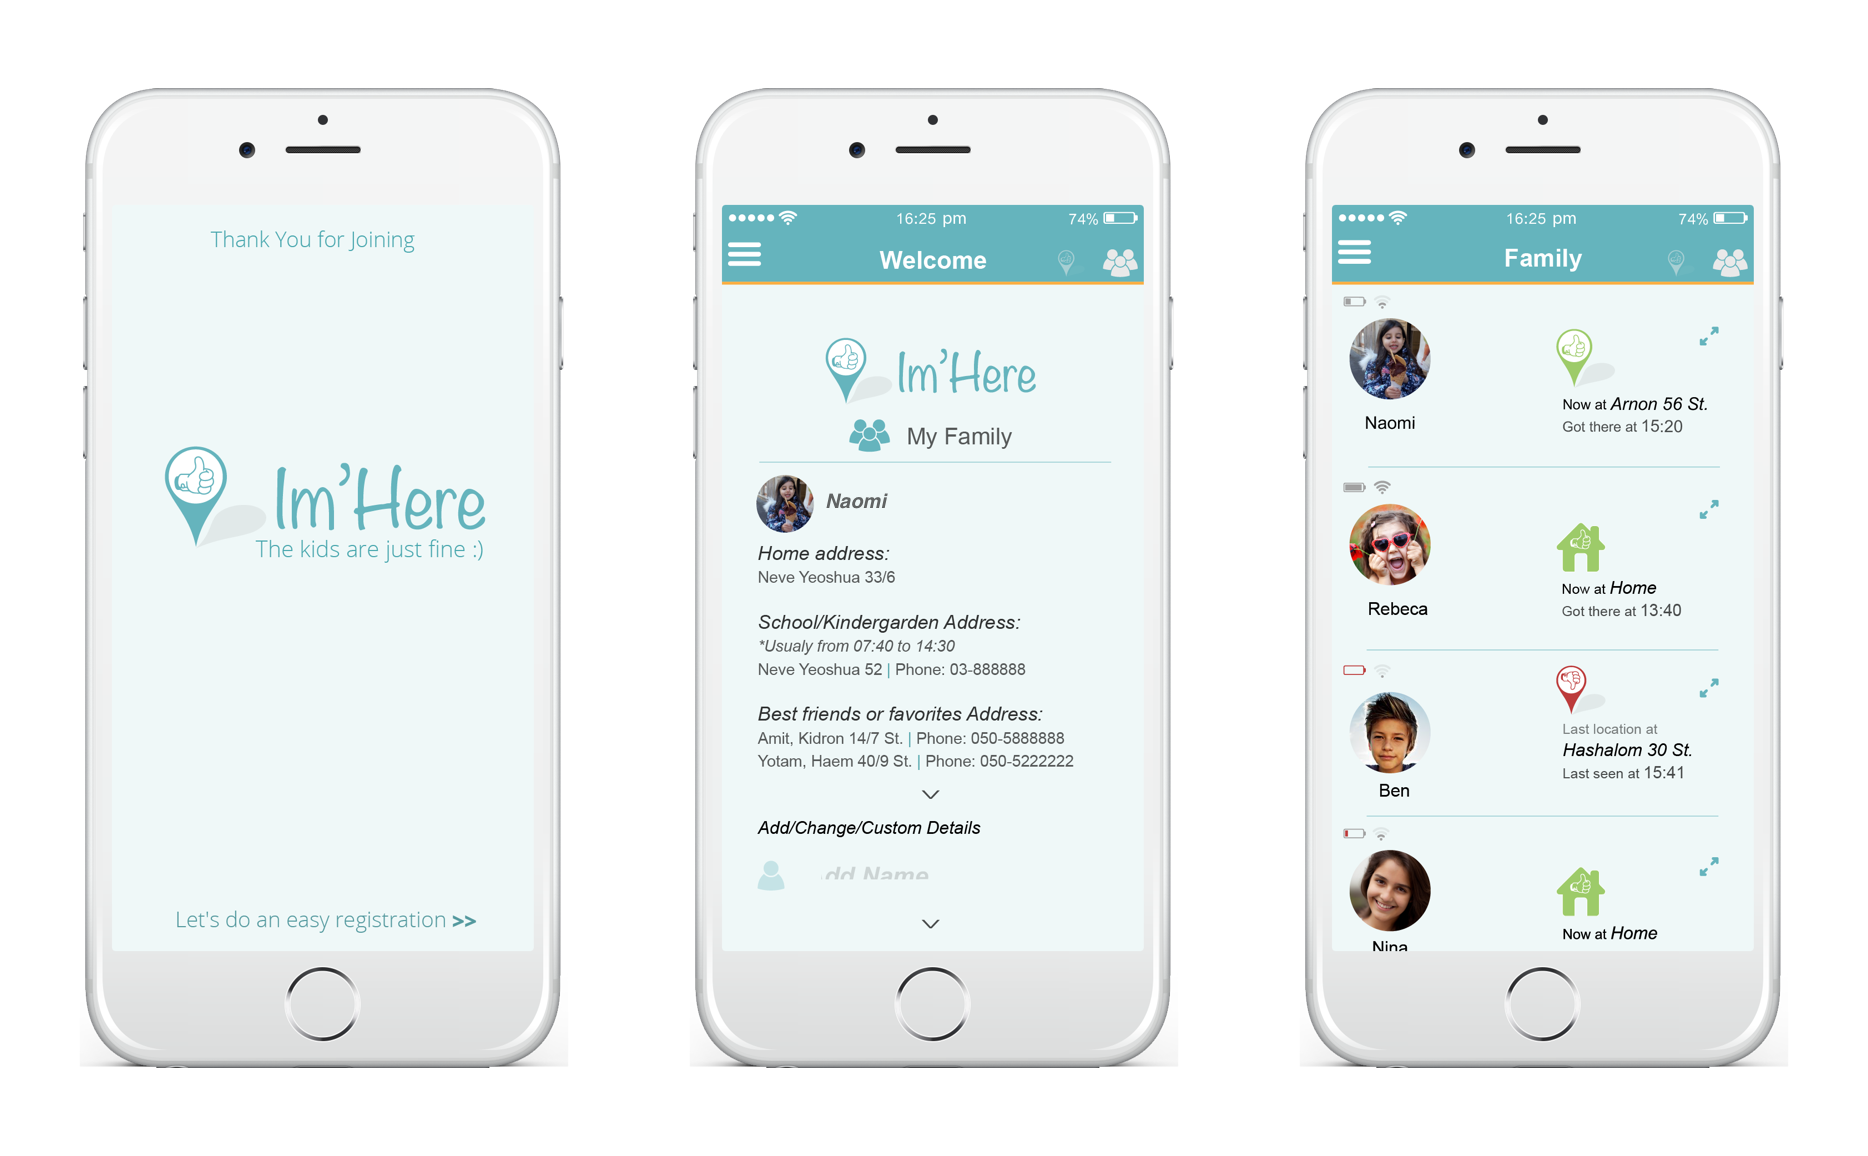 Thank You for Joining
Im'Here
The kids are just fine :)
Let's do an easy registration >>
16:25 pm
74%
Welcome
Im'Here
My Family
Naomi
Home address:
Neve Yeoshua 33/6
School/Kindergarden Address:
*Usualy from 07:40 to 14:30
Neve Yeoshua 52 | Phone: 03-888888
Best friends or favorites Address:
Amit, Kidron 14/7 St. | Phone: 050-5888888
Yotam, Haem 40/9 St. | Phone: 050-5222222
Add/Change/Custom Details
dd Name
16:25 pm
74%
Family
Naomi
Now at Arnon 56 St.
Got there at 15:20
Rebeca
Now at Home
Got there at 13:40
Ben
Last location at
Hashalom 30 St.
Last seen at 15:41
Nina
Now at Home